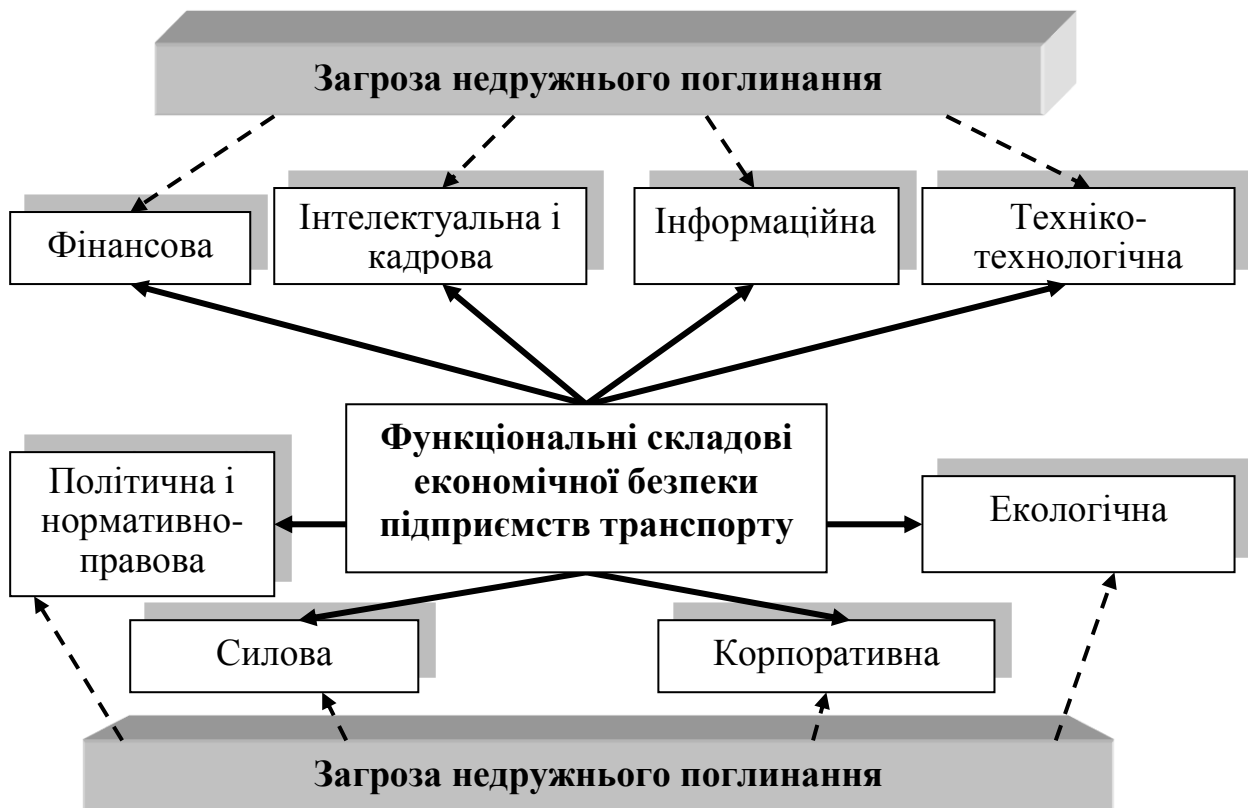 Загроза недружнього поглинання
Фінансова
Інтелектуальна і
кадрова
Інформаційна
Техніко-
технологічна
Функціональні складові
економічної безпеки
підприємств транспорту
Політична і
нормативно-
правова
Екологічна
Силова
Корпоративна
Загроза недружнього поглинання